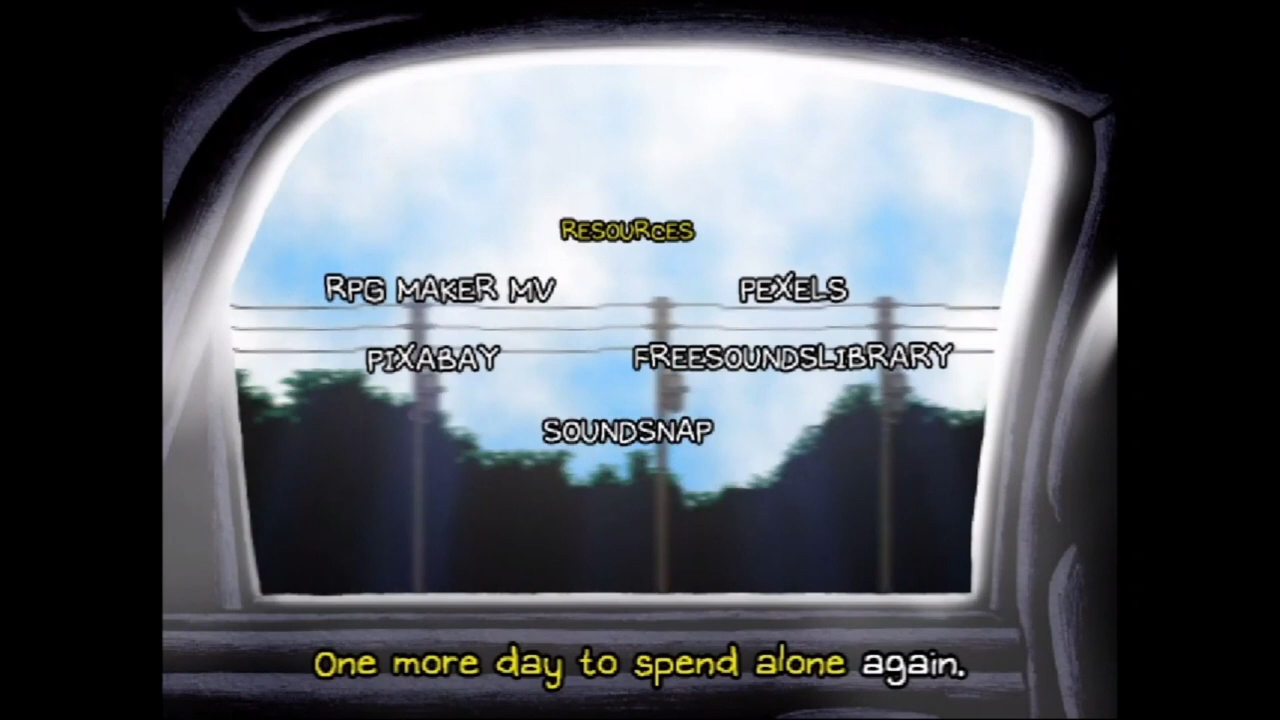 RESOURCES
RPG MAKER MV PEXELS
PIXABAY FREESOUNDSLIBRARY
SOUNDSNAP
One more day to spend alone again.